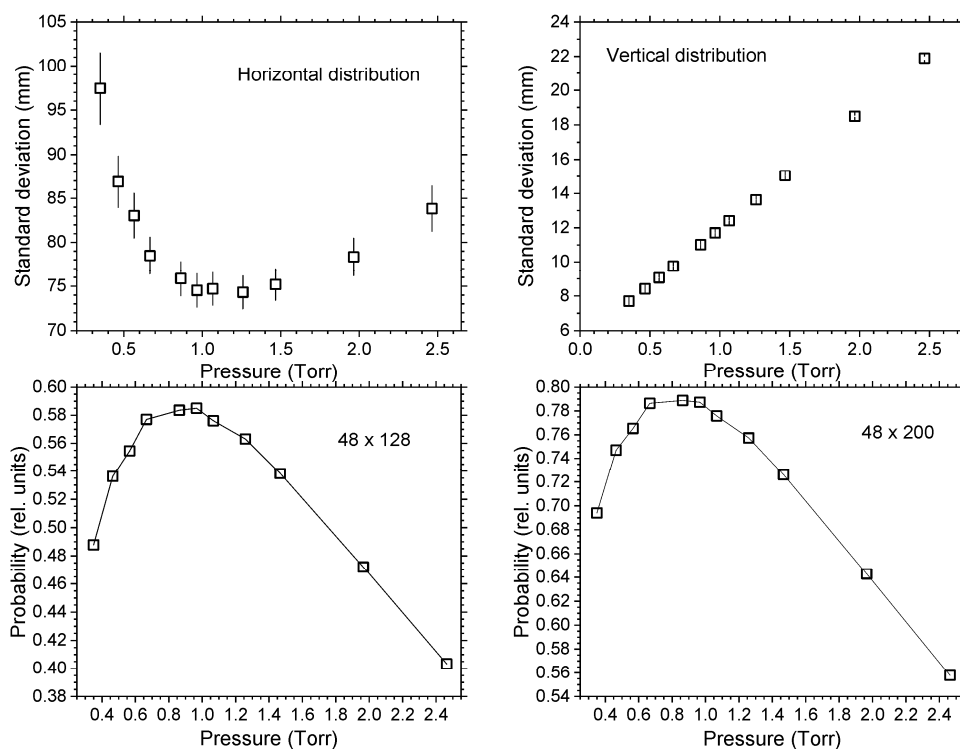 105
100
95
90
85
80
75
70
Standard deviation (mm)
Horizontal distribution
0.5 1.0 1.5 2.0 2.5
Pressure (Torr)
24
22
20
18
16
14
12
10
8
6
Standard deviation (mm)
Vertical distribution
0.0 0.5 1.0 1.5 2.0 2.5
Pressure (Torr)
0.60
0.58
0.56
0.54
0.52
0.50
0.48
0.46
0.44
0.42
0.40
0.38
Probability (rel. units)
48 x 128
0.4 0.6 0.8 1.0 1.2 1.4 1.6 1.8 2.0 2.2 2.4
Pressure (Torr)
0.80
0.78
0.76
0.74
0.72
0.70
0.68
0.66
0.64
0.62
0.60
0.58
0.56
0.54
Probability (rel. units)
48 x 200
0.4 0.6 0.8 1.0 1.2 1.4 1.6 1.8 2.0 2.2 2.4
Pressure (Torr)